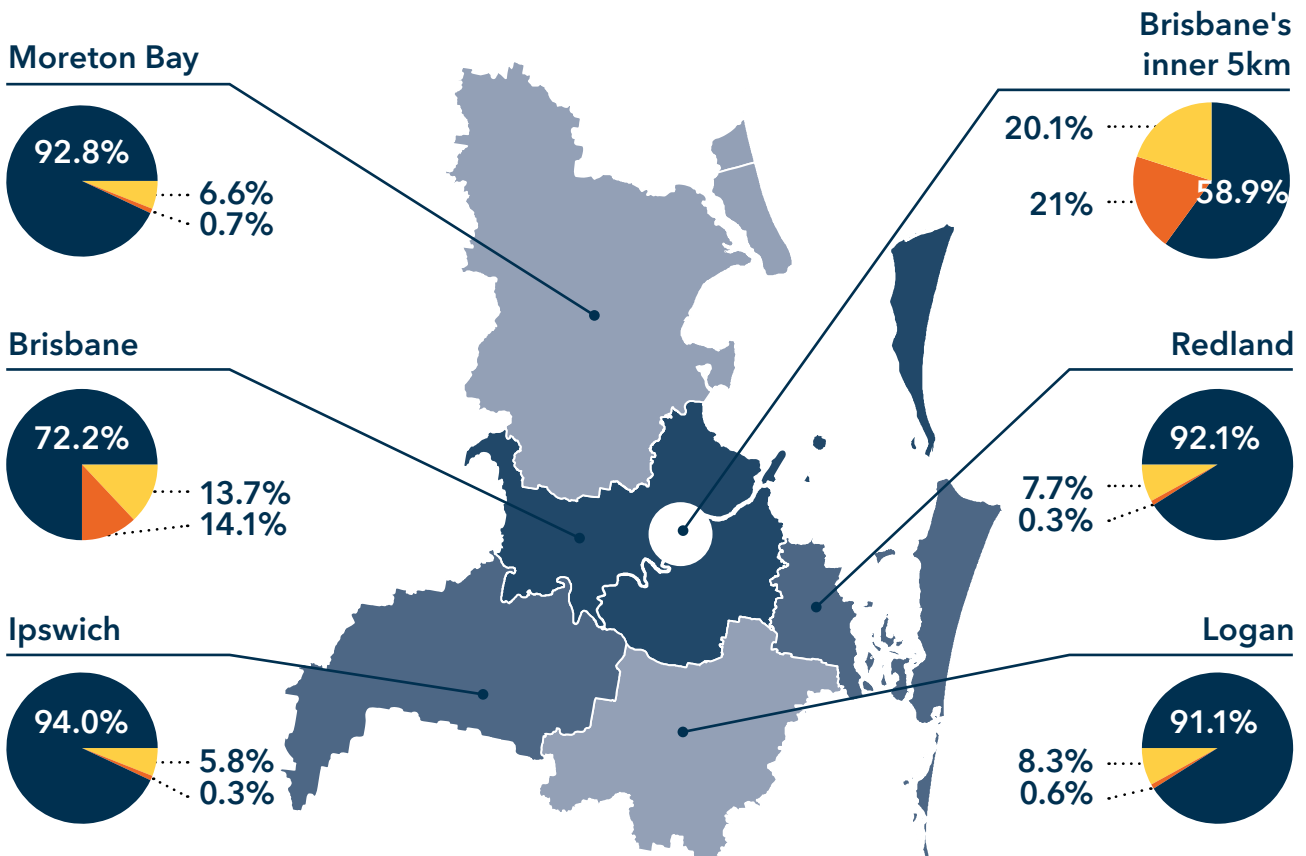 Moreton Bay
92.8%
6.6%
0.7%
Brisbane's
inner 5km
20.1%
21%
58.9%
Brisbane
72.2%
13.7%
14.1%
Redland
92.1%
7.7%
0.3%
Ipswich
94.0%
5.8%
0.3%
Logan
91.1%
8.3%
0.6%